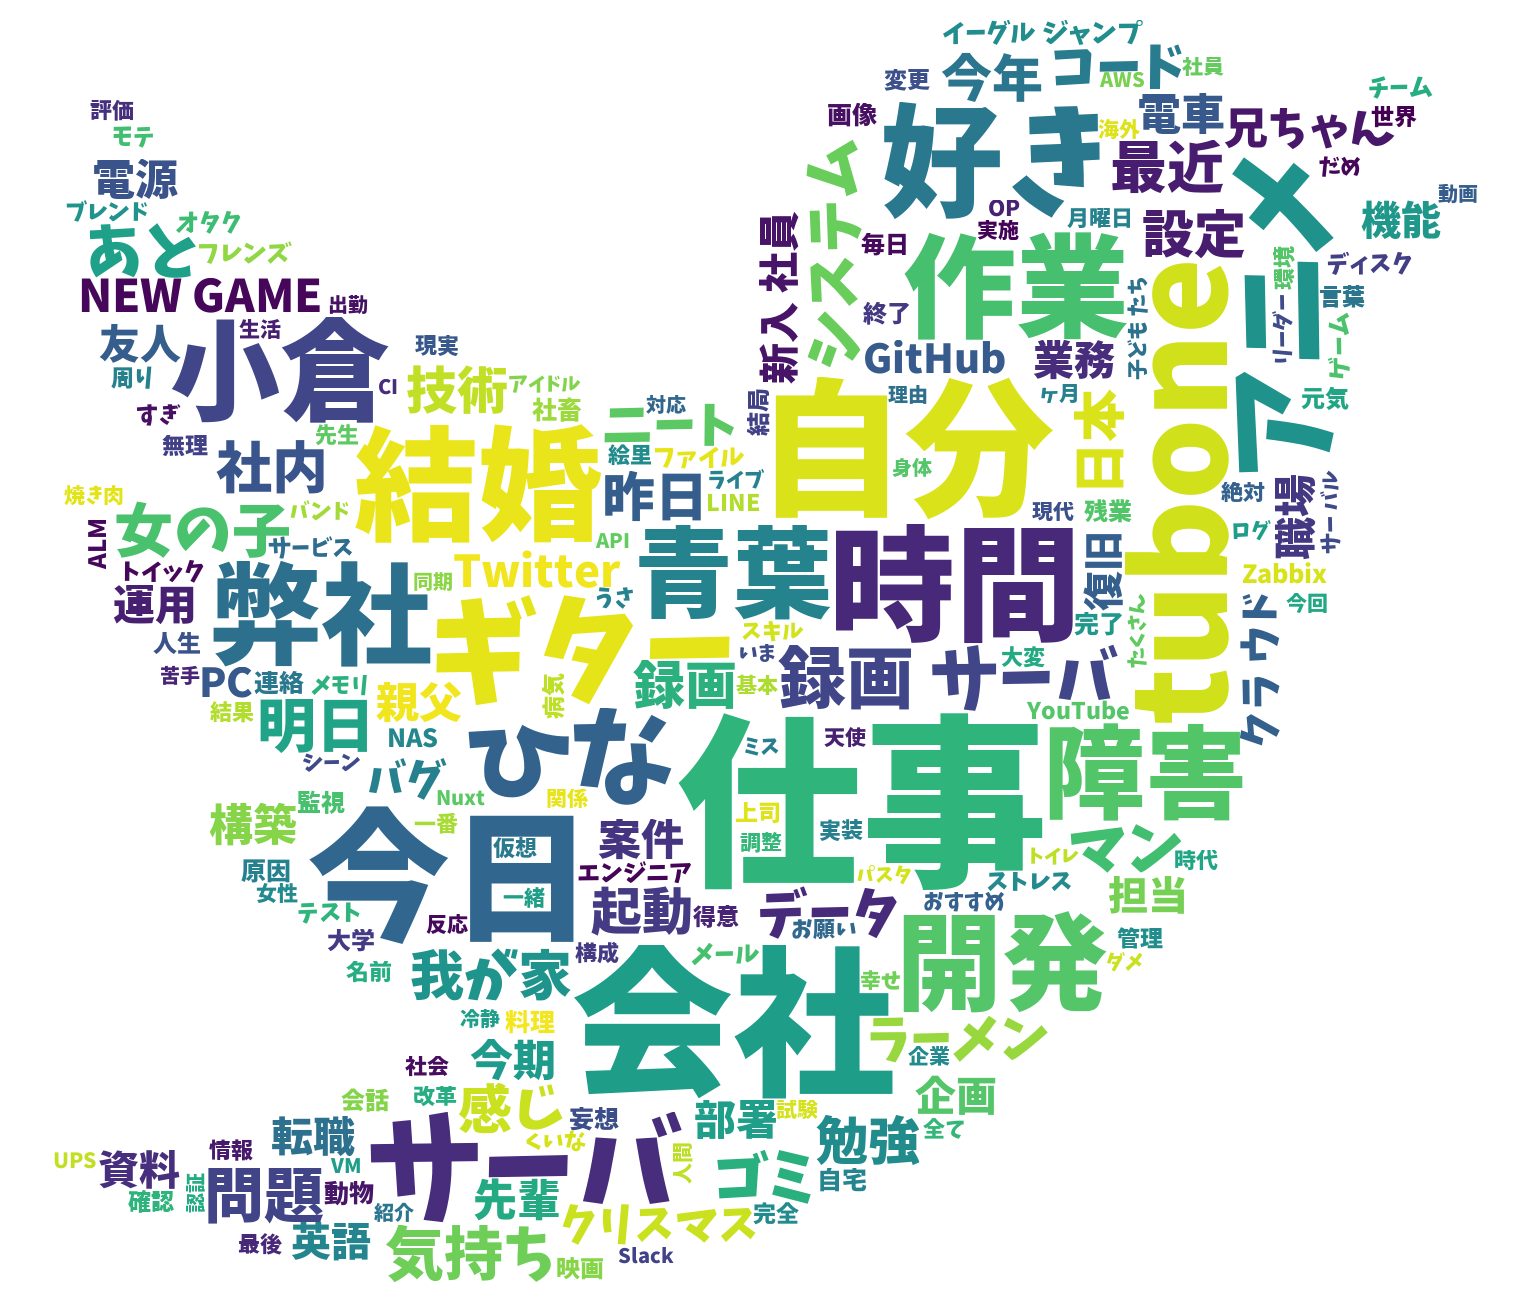 イーグル ジャンプ
変更
今年
コード
AWS
社員
チーム
評価
モテ
画像
好き
海外
電車
兄ちゃん
世界
電源
システム
最近
だめ
アニメ
動画
ブレンド
オタク
あと
フレンズ
OP
実施
月曜日
設定
機能
毎日
新入 社員
作業
環境
ディスク
NEW GAME
出勤
終了
子どもたち
tubone
言葉
友人
小倉
生活
現実
GitHub
業務
リーダー
ゲーム
周り
CI
技術
アイドル
社畜
対応
結局
理由
ヶ月
元気
すぎ
無理
先生
ニート
自分
日本
社内
結婚
絵里
ファイル
身体
焼き肉
昨日
ライブ
LINE
現代
残業
絶対
職場
サーバル
女の子
バンド
ログ
ALM
サービス
API
青葉
時間
復旧
トイック
弊社
同期
Twitter
うさ
Zabbix
運用
ギター
スキル
完了
たくさん
今回
クラウド
人生
いま
苦手
PC
連絡
メモリ
親父
病気
録画
基本
録画 サーバ
大変
結果
明日
NAS
ひな
YouTube
シーン
バグ
ミス
天使
仕事
障害
監視
Nuxt
関係
構築
一番
上司
今日
仮想
案件
調整
実装
マン
時代
原因
エンジニア
パスタ
トイレ
ストレス
女性
一緒
担当
テスト
起動
得意
データ
おすすめ
反応
お願い
開発
大学
構成
メール
管理
名前
我が家
会社
幸せ
ダメ
冷静
料理
ラーメン
企業
今期
社会
会話
改革
感じ
妄想
部署
試験
企画
転職
サーバ
くいな
勉強
全て
UPS
資料
情報
VM
人間
ゴミ
自宅
確認
認証
問題
動物
先輩
紹介
クリスマス
完全
最後
英語
気持ち
映画
Slack